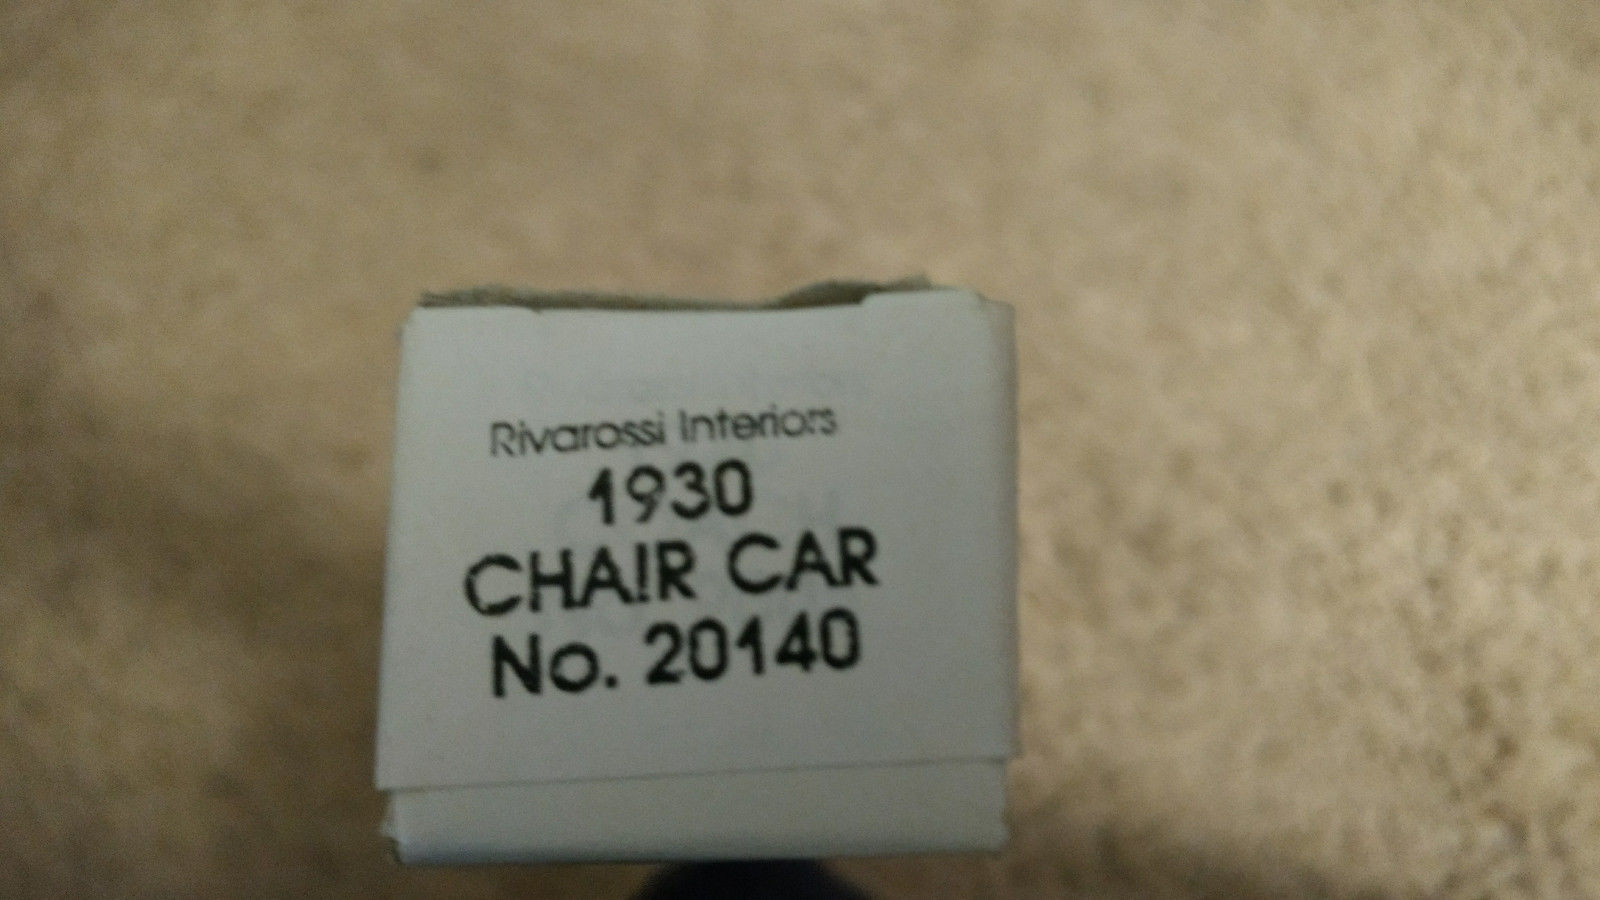 Rivarossi Interiors
1930
CHAIR CAR
No. 20140